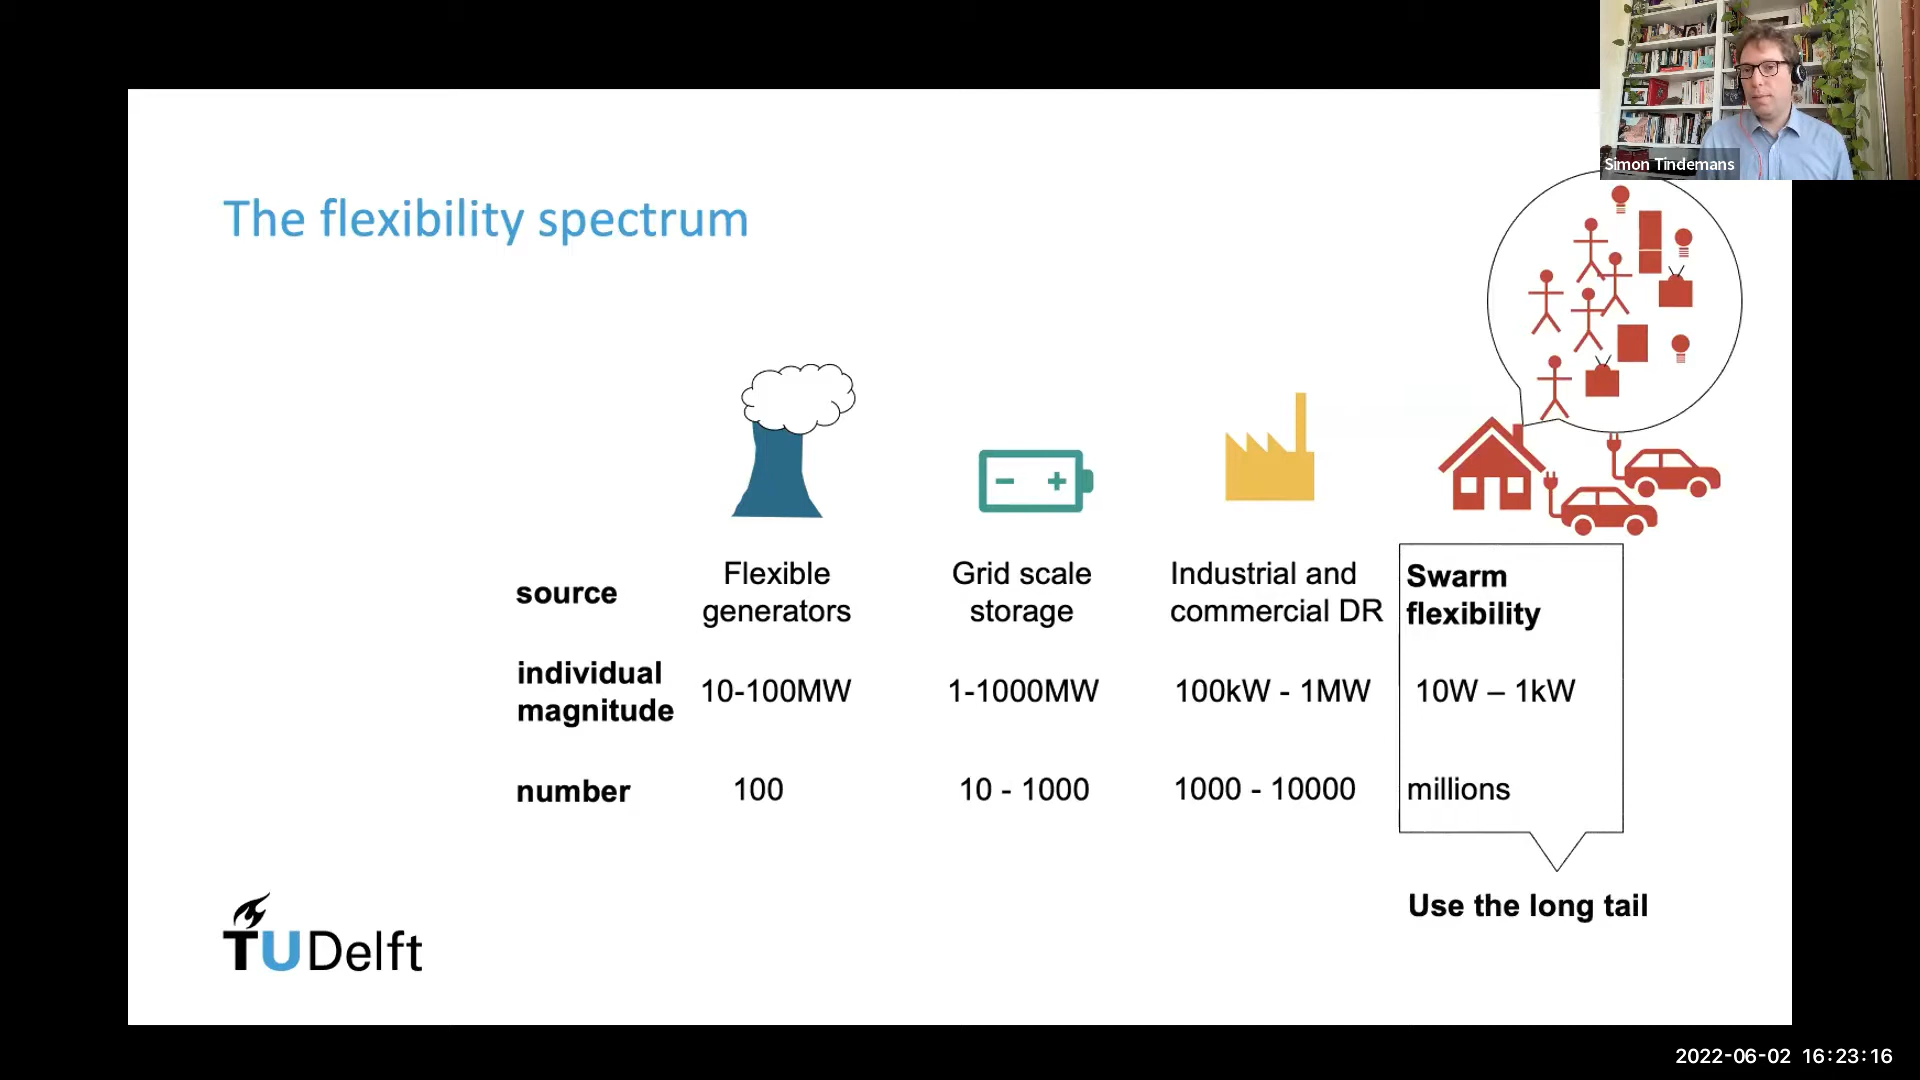 Simon Tindemans
The flexibility spectrum
source
Flexible
generators
Grid scale
storage
Industrial and
commercial DR
Swarm
flexibility
individual
magnitude
10-100MW
1-1000MW
100kW - 1MW
10W – 1kW
number
100
10 - 1000
1000 - 10000
millions
Use the long tail
TUDelft
2022-06-02 16:23:16